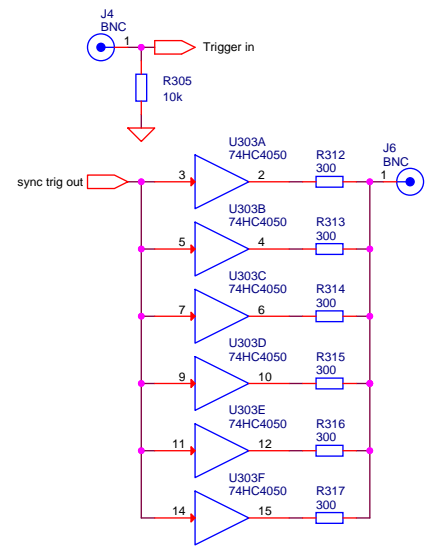 J4
BNC
1
Trigger in
R305
10k
U303A
74HC4050
R312
300
J6
BNC
sync trig out
3
2
1
U303B
74HC4050
R313
300
5
4
U303C
74HC4050
R314
300
7
6
U303D
74HC4050
R315
300
9
10
U303E
74HC4050
R316
300
11
12
U303F
74HC4050
R317
300
14
15